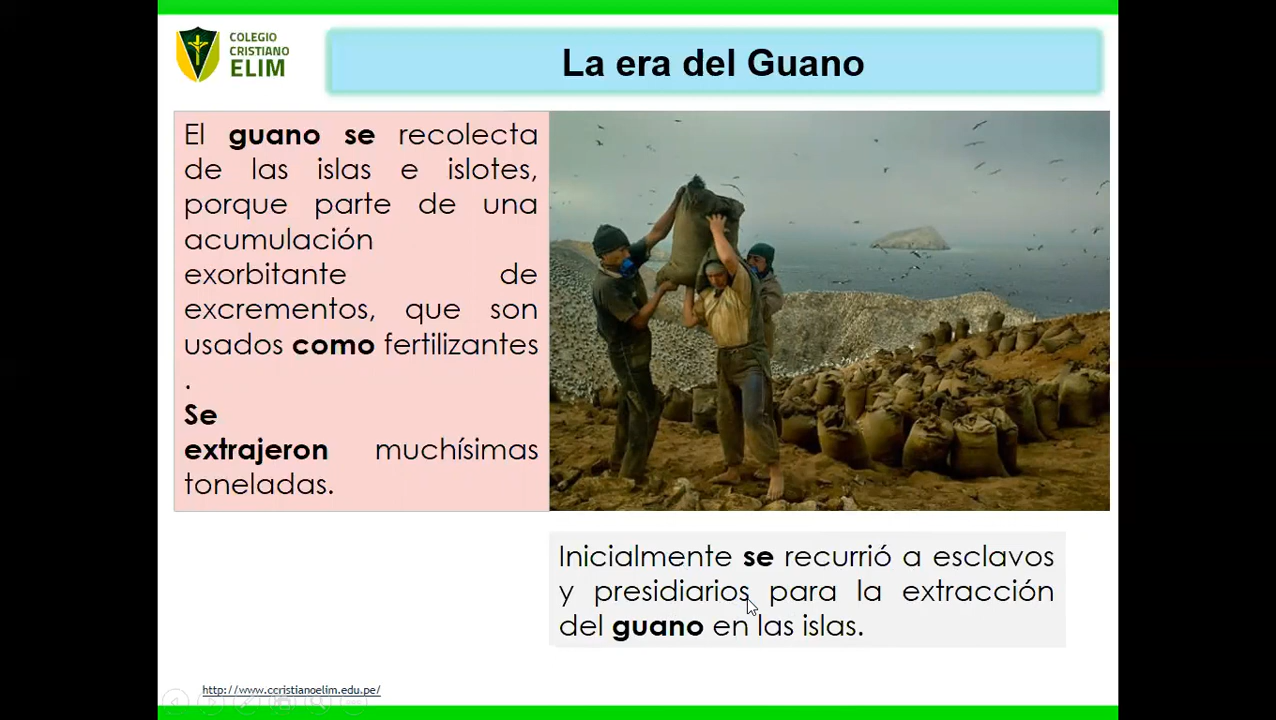 COLEGIO
CRISTIANO
ELIM
La era del Guano
El guano se recolecta
de las islas e islotes,
porque parte de una
acumulación
exorbitante de
excrementos, que son
usados como fertilizantes
.
Se
extrajeron muchísimas
toneladas.
Inicialmente se recurrió a esclavos
y presidiarios para la extracción
del guano en las islas.
http://www.ccristianoelim.edu.pe/